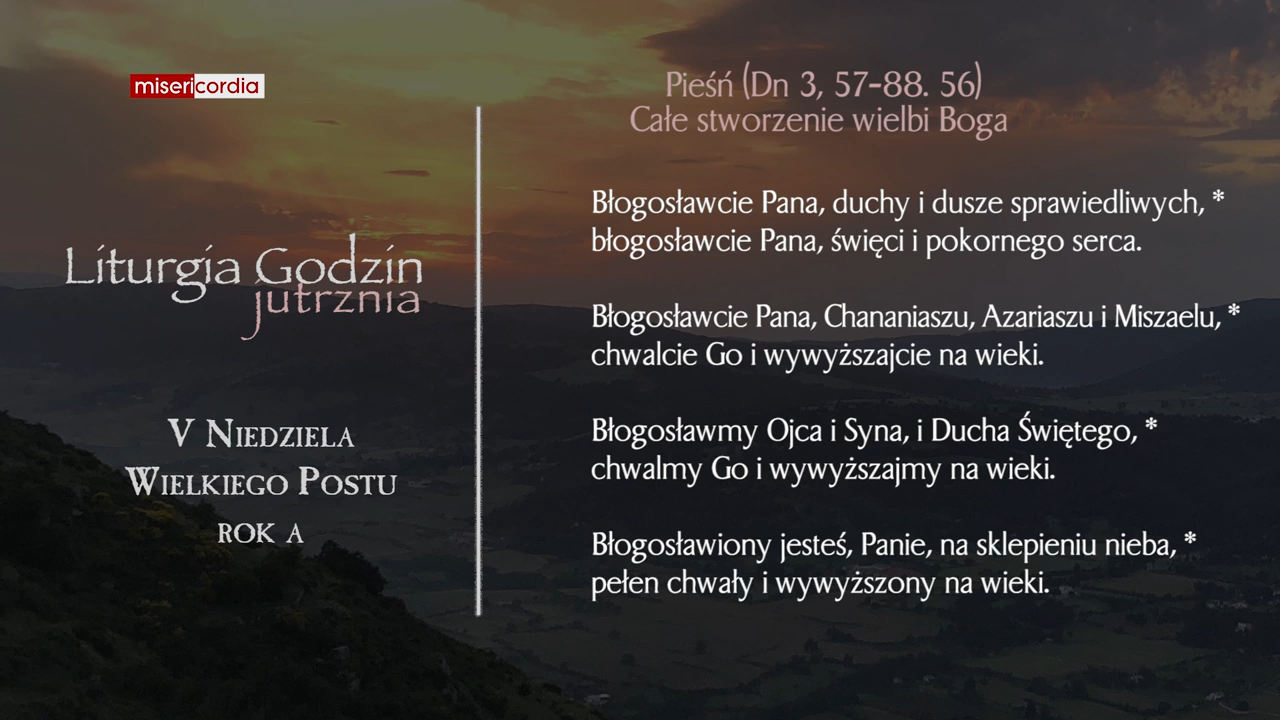 misericordia
Liturgia Godzin
jutrznia
V Niedziela
Wielkiego Postu
rok A
Pieśń (Dn 3, 57-88. 56)
Całe stworzenie wielbi Boga
Błogosławcie Pana, duchy i dusze sprawiedliwych, *
błogosławcie Pana, święci i pokornego serca.
Błogosławcie Pana, Chananiaszu, Azariaszu i Miszaelu, *
chwalcie Go i wywyższajcie na wieki.
Błogosławmy Ojca i Syna, i Ducha Świętego, *
chwalmy Go i wywyższajmy na wieki.
Błogosławiony jesteś, Panie, na sklepieniu nieba, *
pełen chwały i wywyższony na wieki.